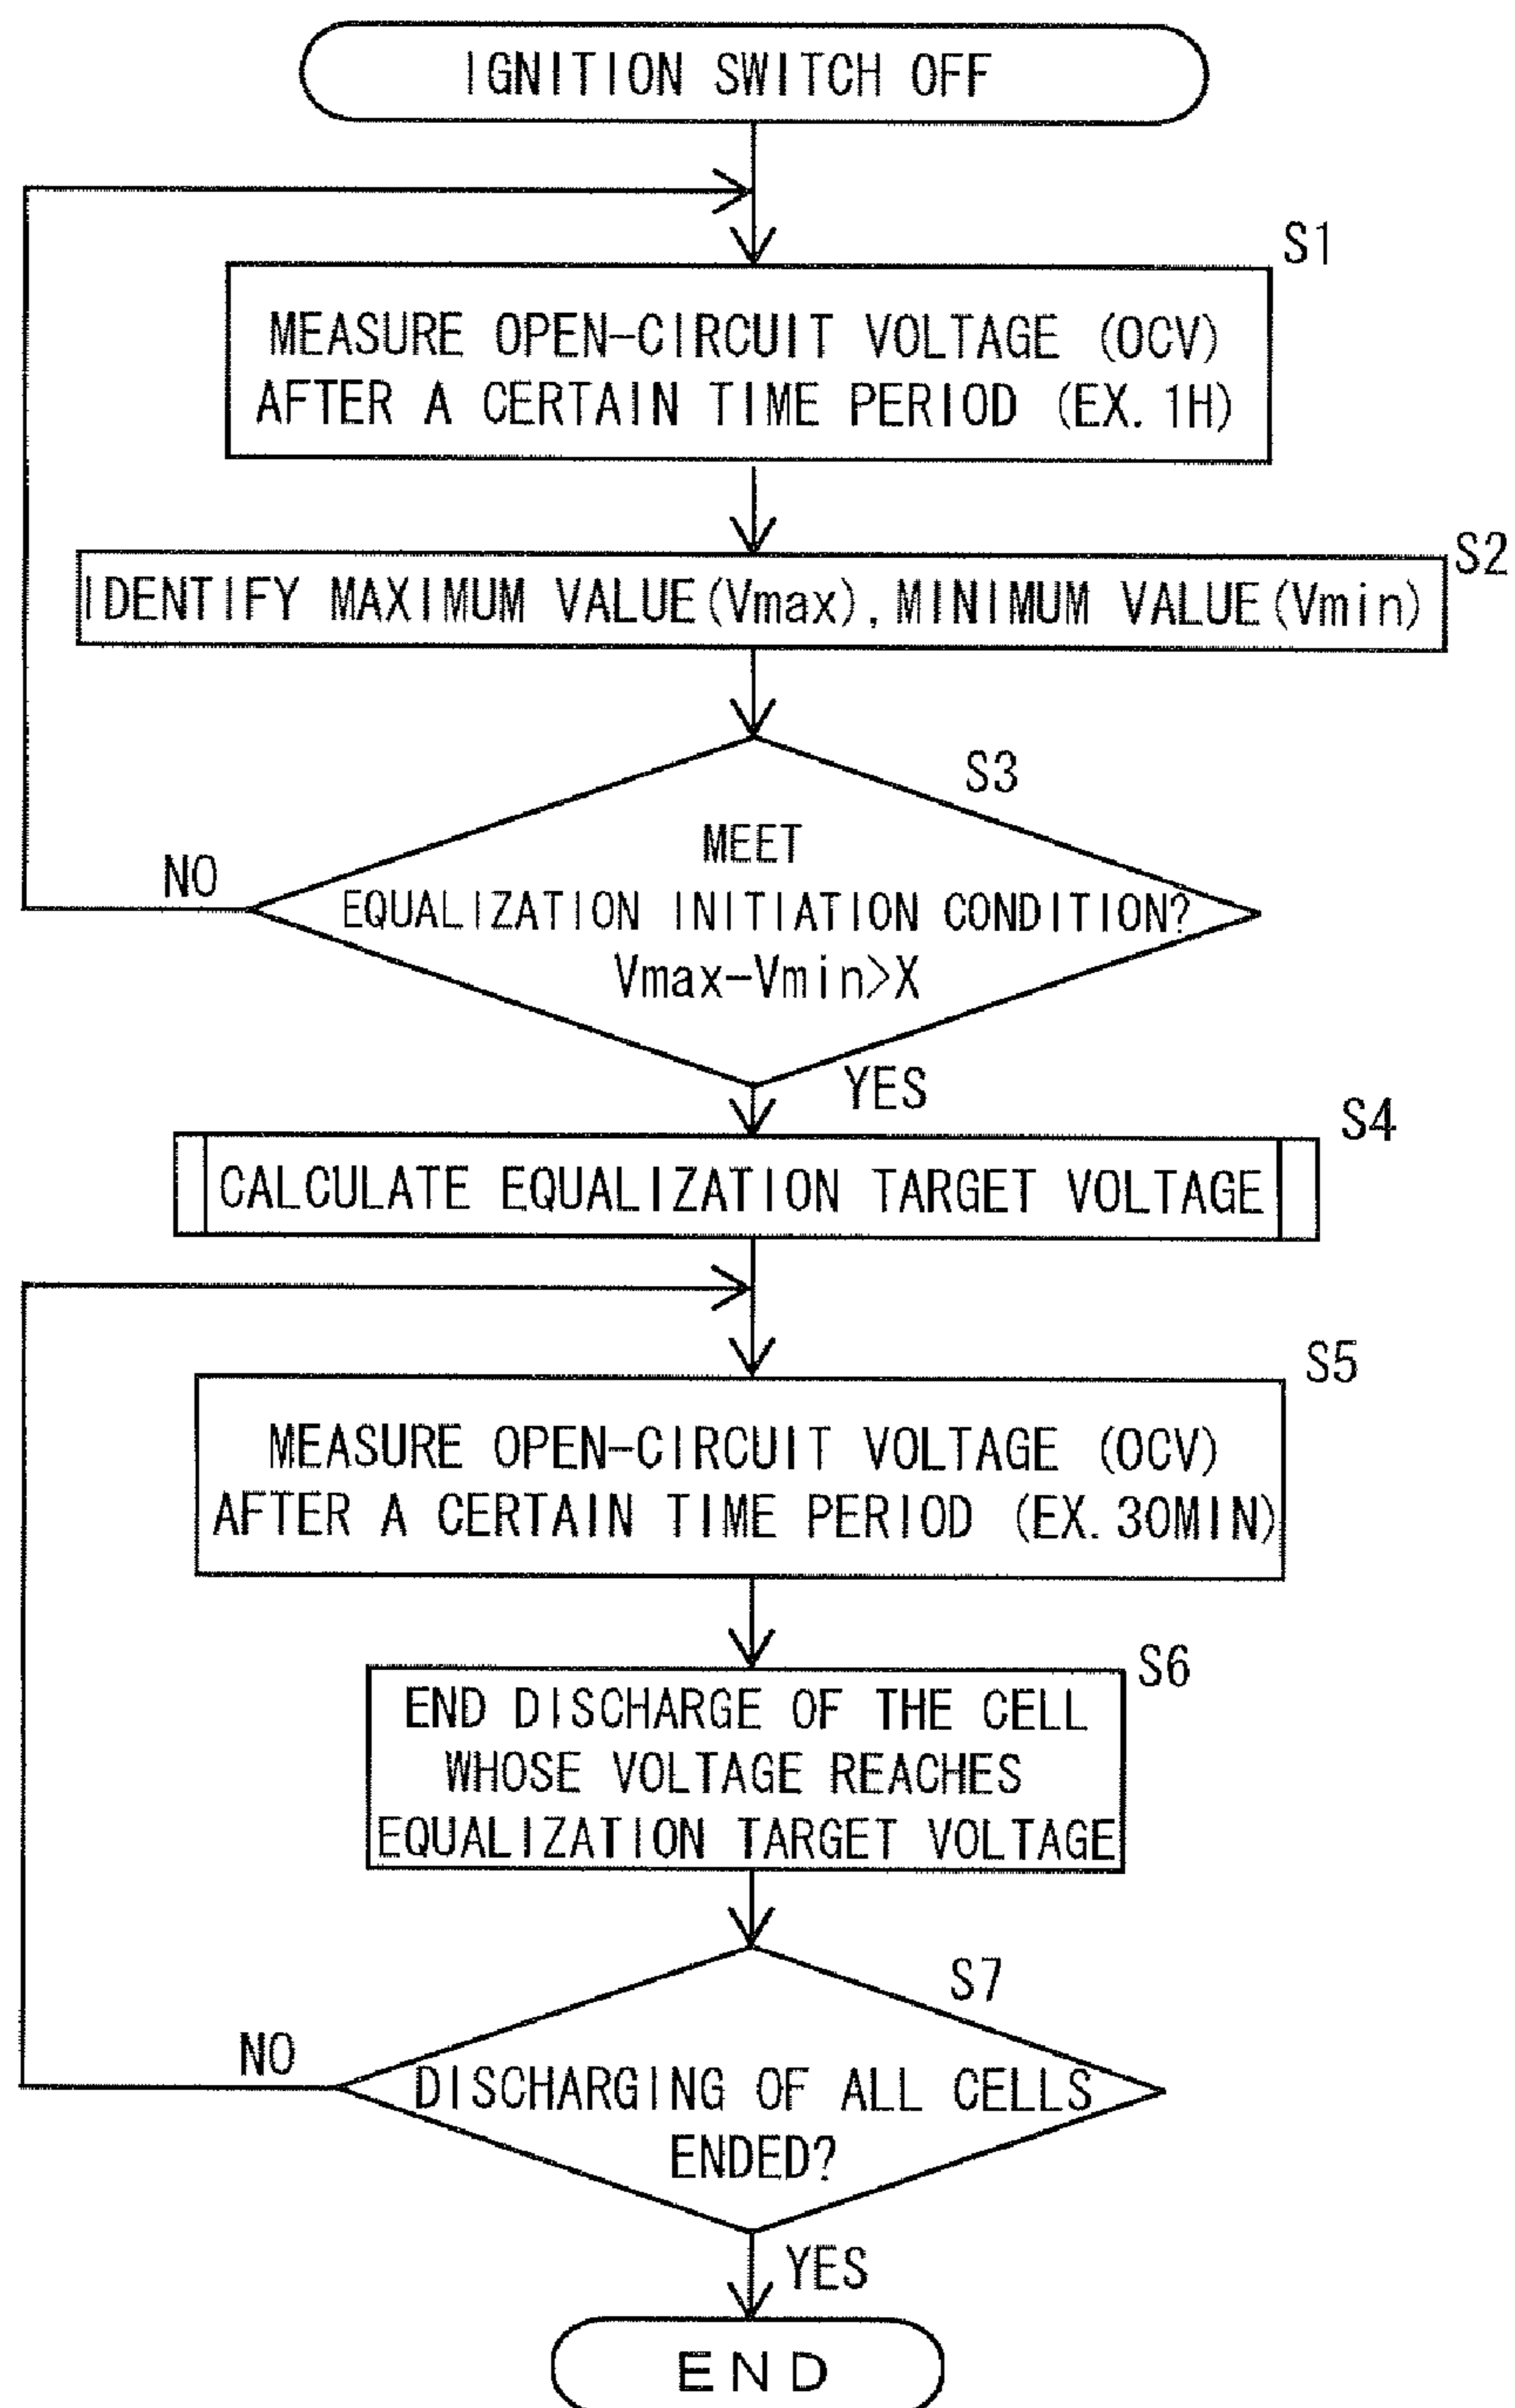 IGNITION SWITCH OFF
S1
MEASURE OPEN-CIRCUIT VOLTAGE (OCV)
AFTER A CERTAIN TIME PERIOD (EX. 1H)
S2
IDENTIFY MAXIMUM VALUE(Vmax), MINIMUM VALUE(Vmin)
S3
MEET
NO
EQUALIZATION INITIATION CONDITION?
Vmax-Vmin>X
YES
S4
CALCULATE EQUALIZATION TARGET VOLTAGE
S5
MEASURE OPEN-CIRCUIT VOLTAGE (OCV)
AFTER A CERTAIN TIME PERIOD (EX. 30MIN)
S6
END DISCHARGE OF THE CELL
WHOSE VOLTAGE REACHES
EQUALIZATION TARGET VOLTAGE
S7
NO
DISCHARGING OF ALL CELLS
ENDED?
YES
END